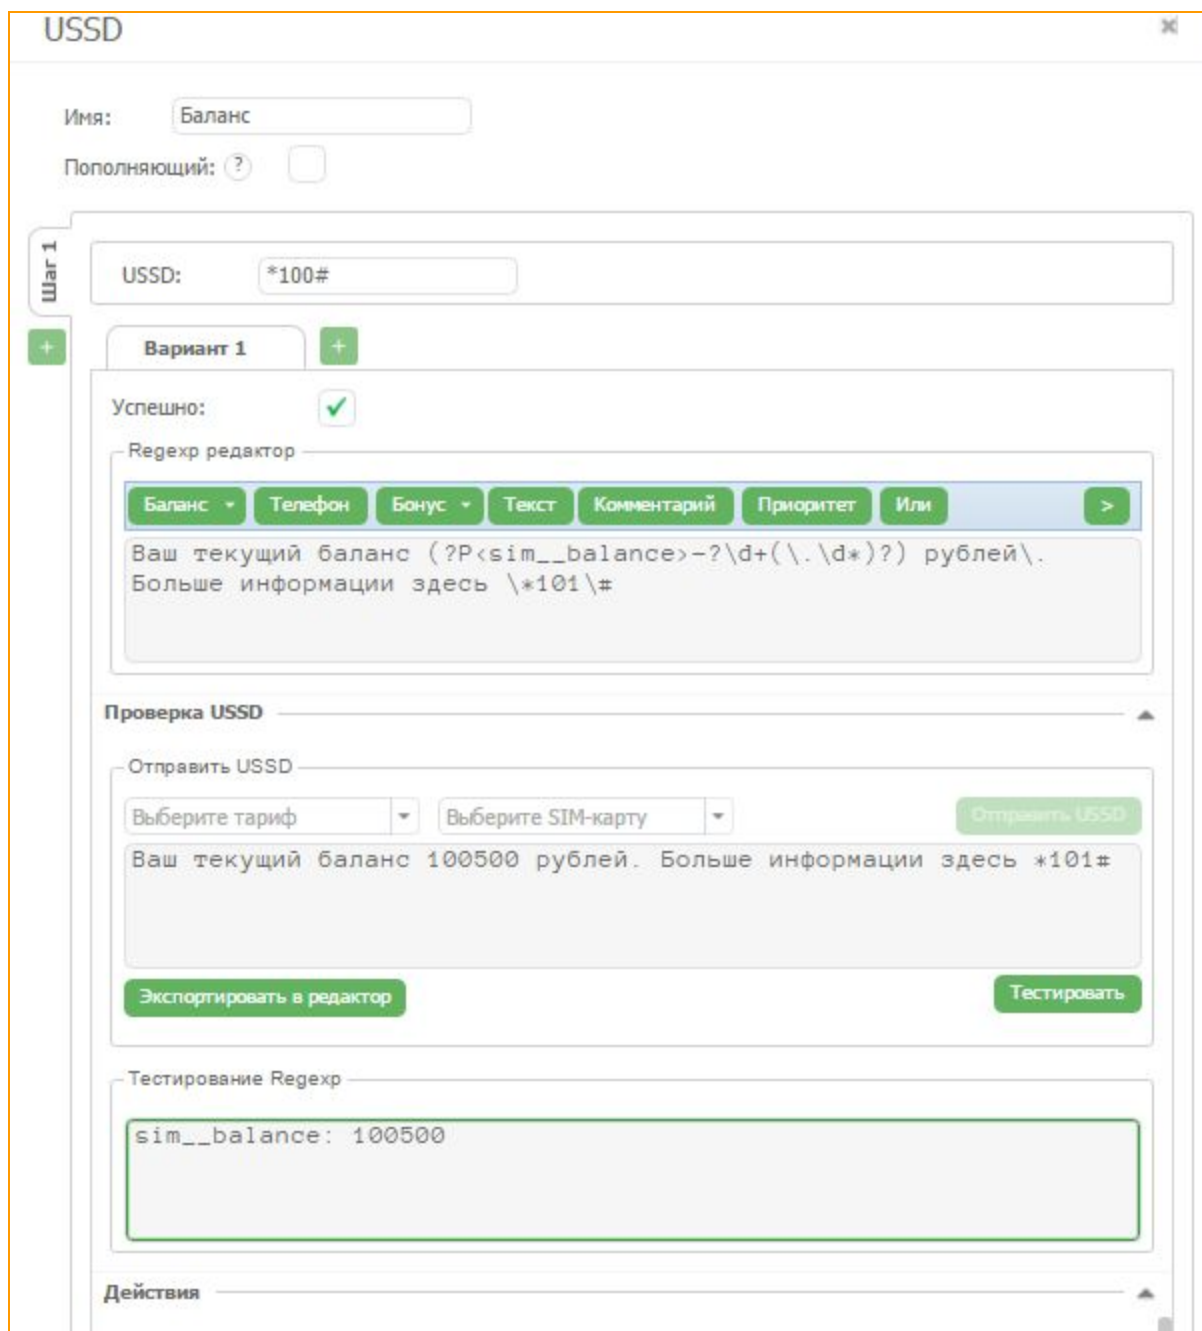 USSD
Имя: Баланс
Пополняющий: ?
Шаг 1
USSD: *100#
+ Вариант 1 +
Успешно:
Regexp редактор
Баланс Телефон Бонус Текст Комментарий Приоритет Или >
Ваш текущий баланс (?P<sim__balance>-?\d+(\.\d*)?) рублей\.
Больше информации здесь \*101\#
Проверка USSD
Отправить USSD
Выберите тариф Выберите SIM-карту Отправить USSD
Ваш текущий баланс 100500 рублей. Больше информации здесь *101#
Экспортировать в редактор Тестировать
Тестирование Regexp
sim__balance: 100500
Действия